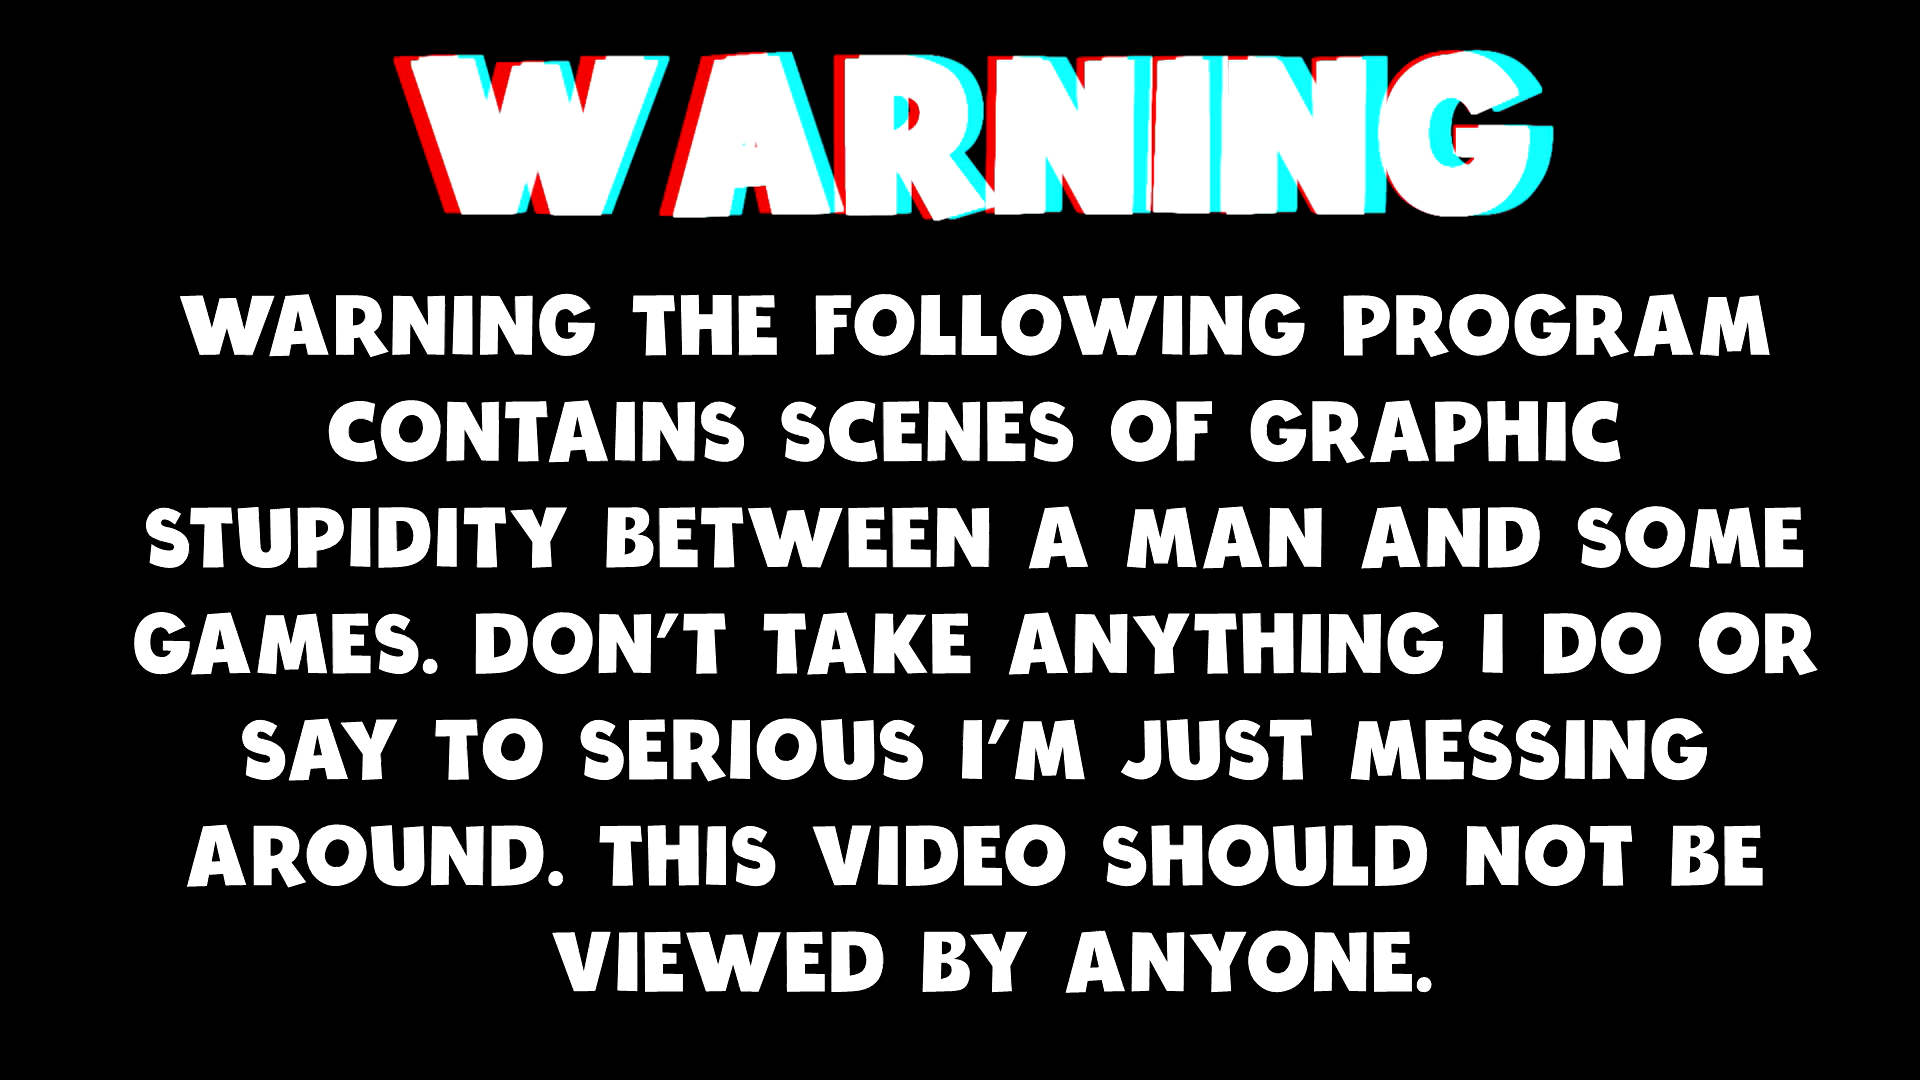 WARNING
WARNING THE FOLLOWING PROGRAM
CONTAINS SCENES OF GRAPHIC
STUPIDITY BETWEEN A MAN AND SOME
GAMES. DON'T TAKE ANYTHING I DO OR
SAY TO SERIOUS I'M JUST MESSING
AROUND. THIS VIDEO SHOULD NOT BE
VIEWED BY ANYONE.